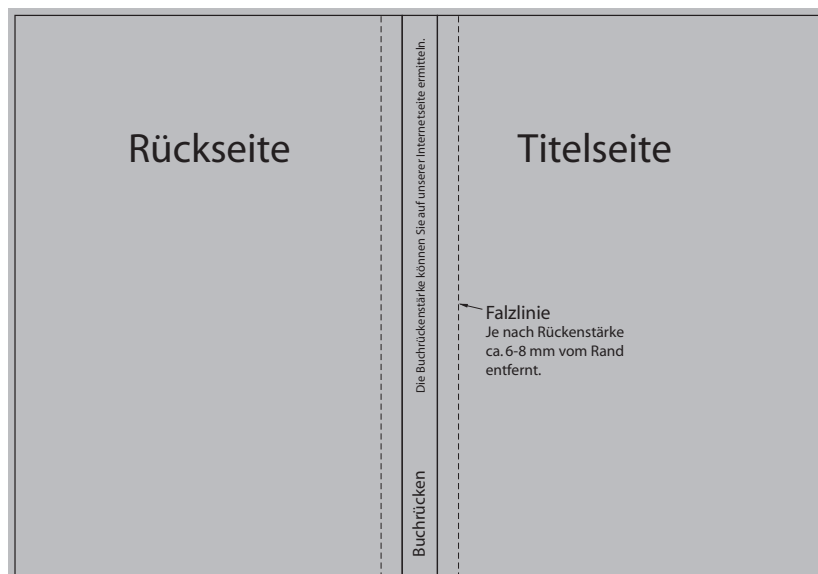 Rückseite
Die Buchrückenstärke können Sie auf unserer Internetseite ermitteln.
Buchrücken
Titelseite
Falzlinie
Je nach Rückenstärke
ca. 6-8 mm vom Rand
entfernt.